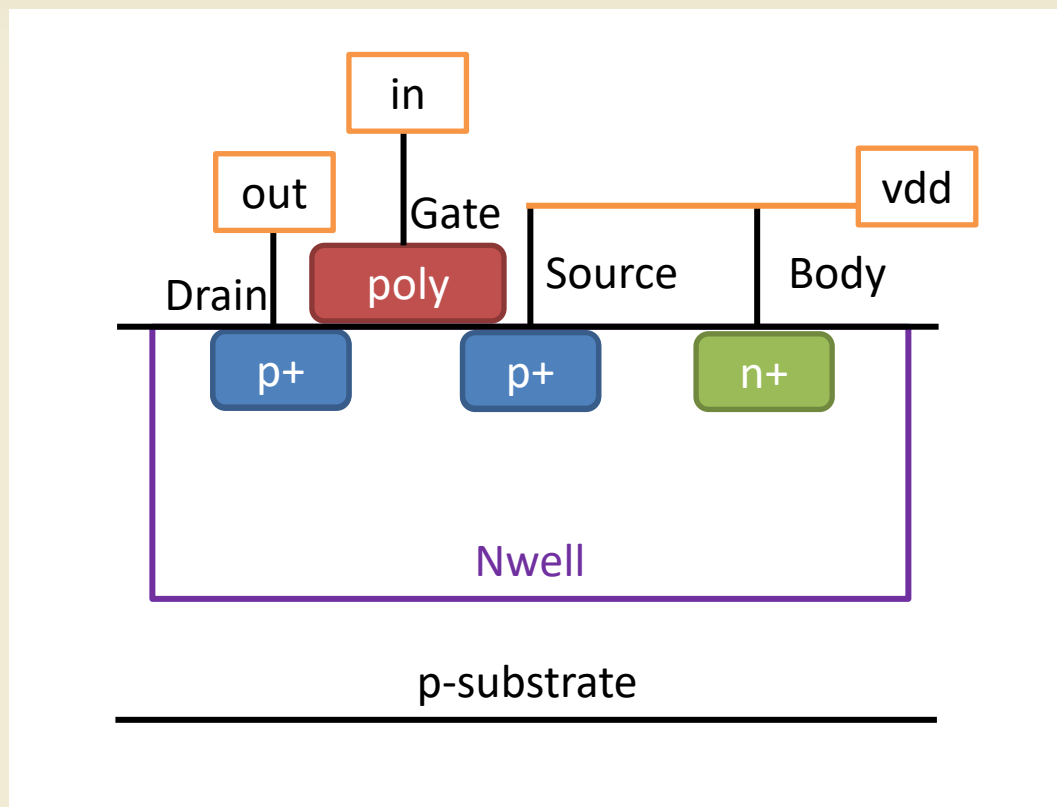 in
out
vdd
Gate
Drain
poly
Source
Body
p+
p+
n+
Nwell
p-substrate